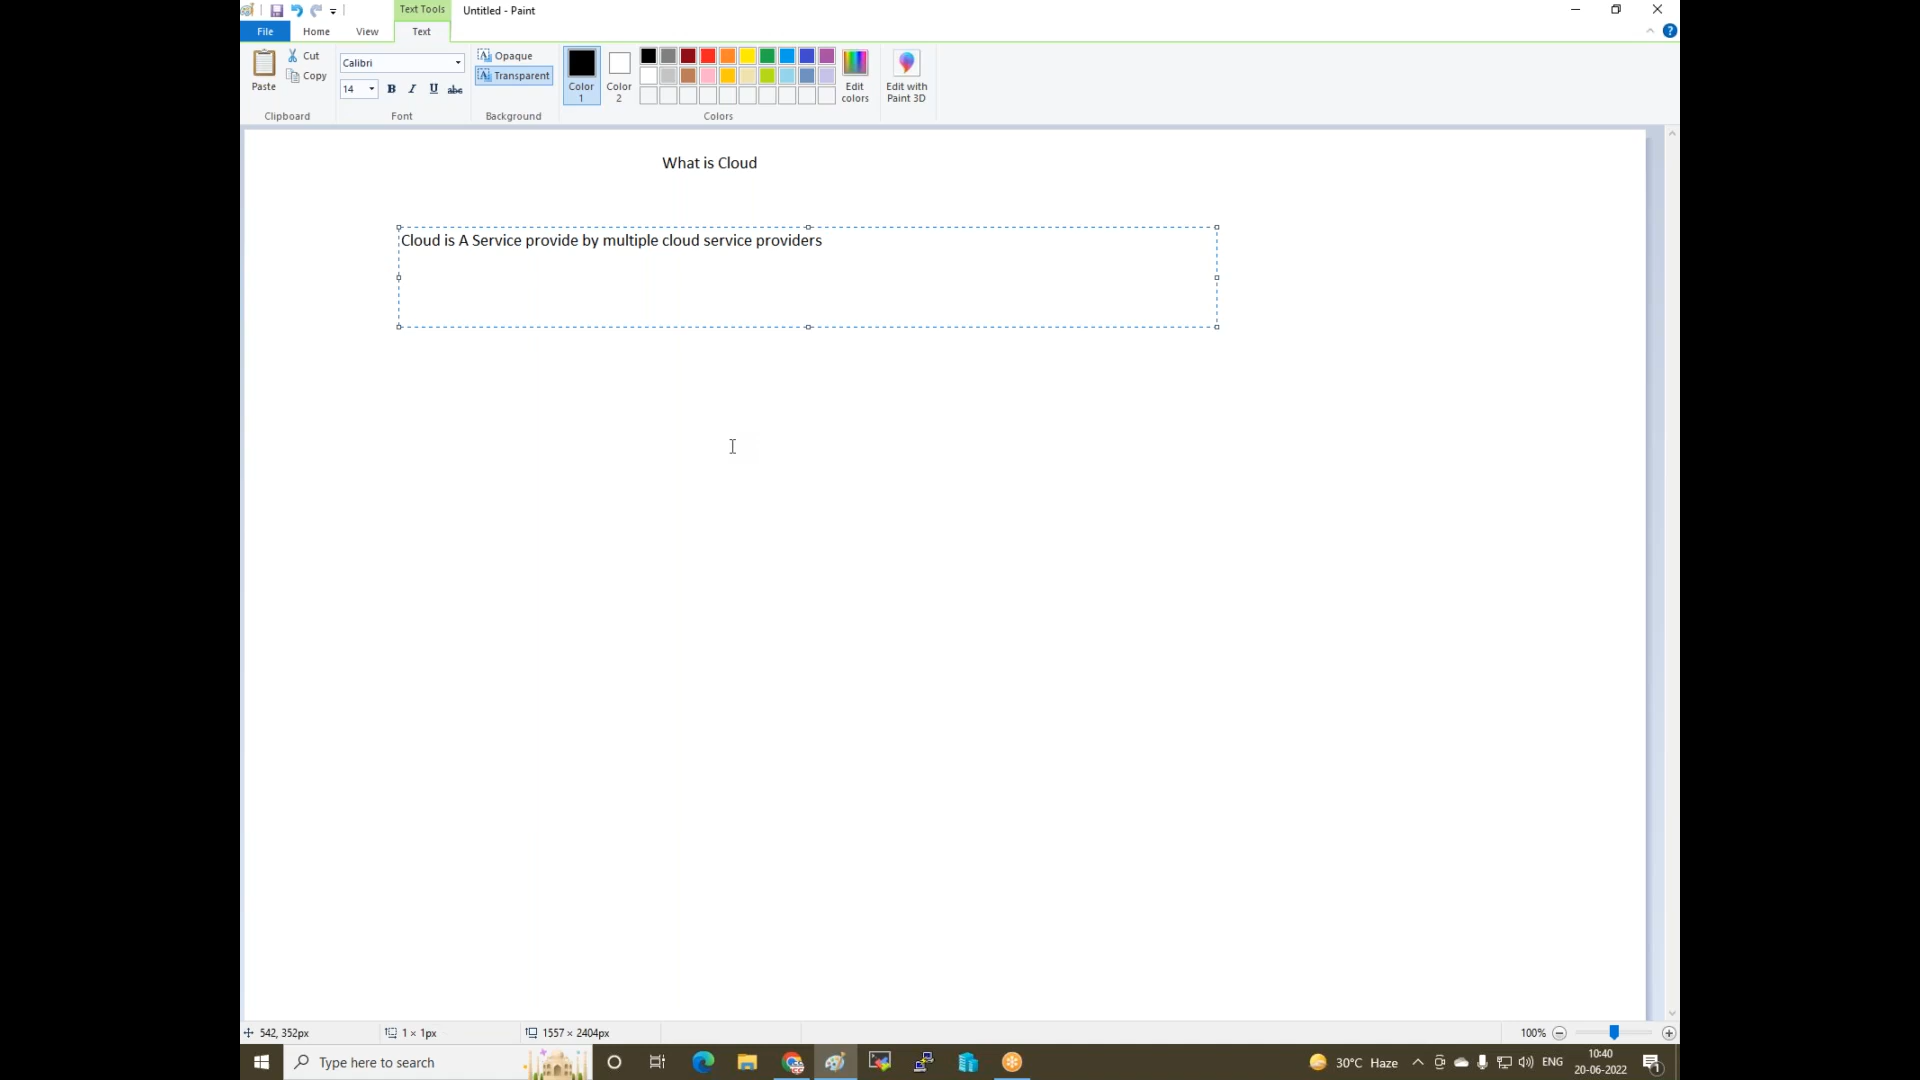 Text Tools
Untitled - Paint
File
Home
View
Text
Paste
Cut
Copy
Clipboard
Calibri
14
B I U abc
Font
Opaque
Transparent
Background
Color 1
Color 2
Edit colors
Colors
Edit with Paint 3D
What is Cloud
Cloud is A Service provide by multiple cloud service providers
542, 352px
1 × 1px
1557 × 2404px
100%
Type here to search
30°C Haze
ENG
10:40
20-06-2022
1